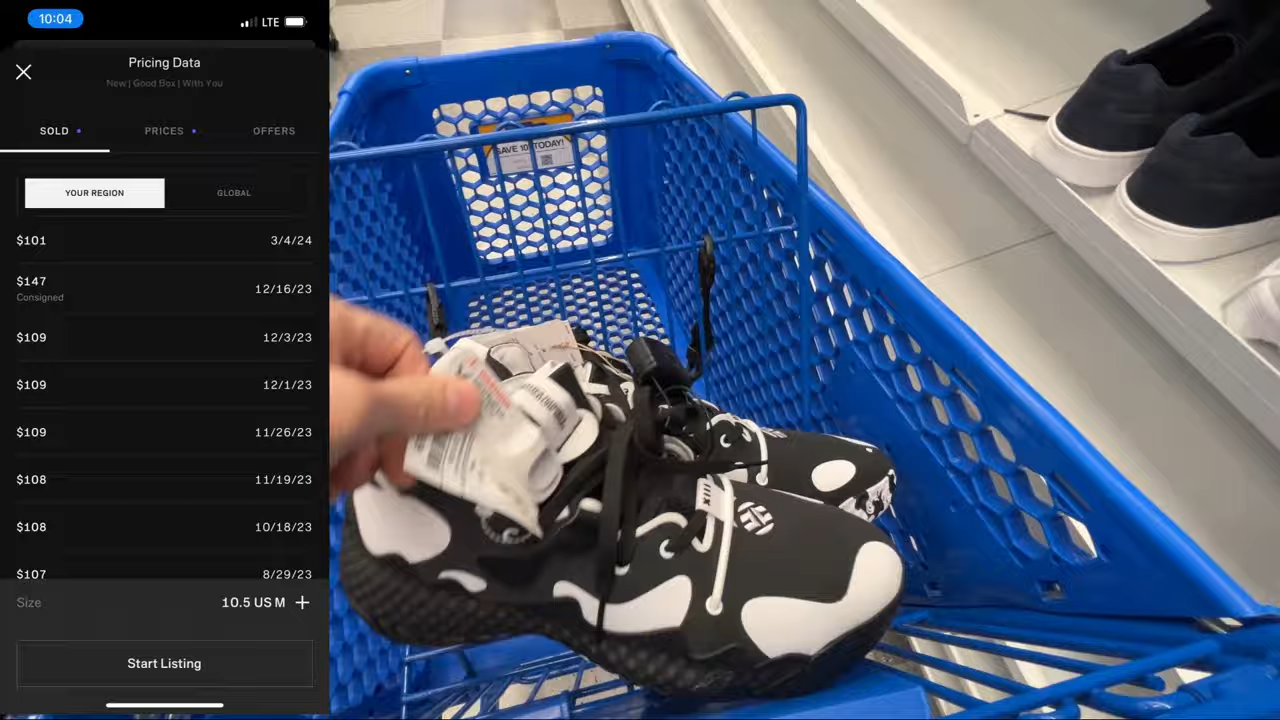 10:04
LTE
Pricing Data
New | Good Box | With You
SOLD
PRICES
OFFERS
YOUR REGION
GLOBAL
$101 3/4/24
$147
Consigned
12/16/23
$109 12/3/23
$109 12/1/23
$109 11/26/23
$108 11/19/23
$108 10/18/23
$107 8/29/23
Size 10.5 US M +
Start Listing
SAVE 10 TODAY!
XIII